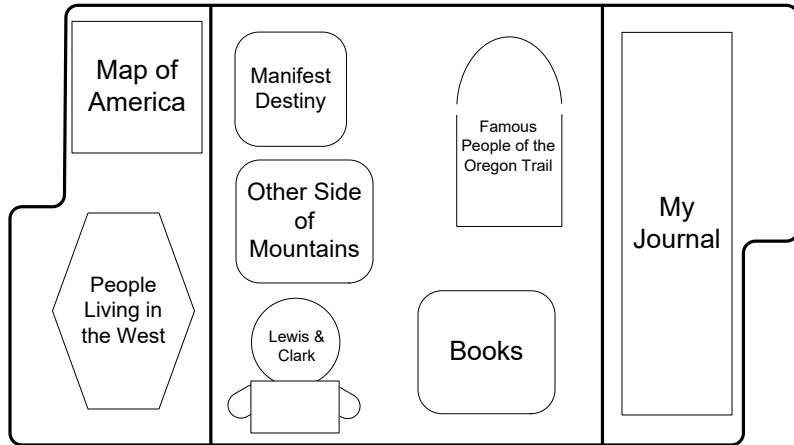 Map of
America
People
Living in
the West
Manifest
Destiny
Other Side
of
Mountains
Lewis &
Clark
Famous
People of the
Oregon Trail
Books
My
Journal